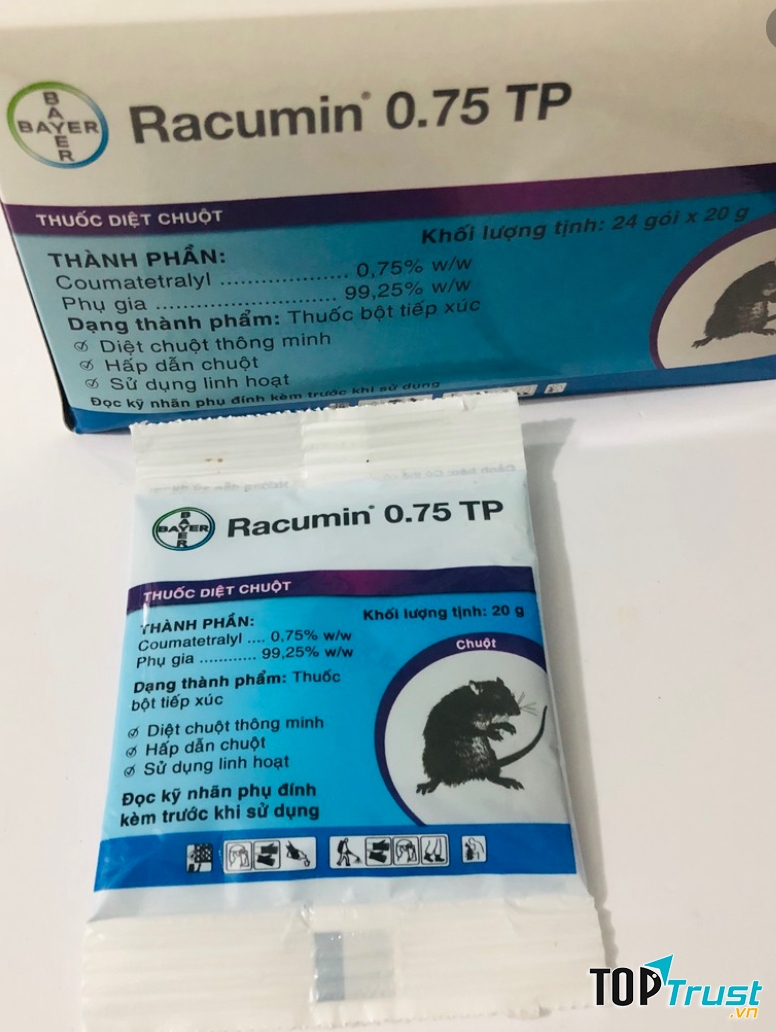 BAYER
BAYER
Racumin® 0.75 TP
THUỐC DIỆT CHUỘT
Khối lượng tịnh: 24 gói x 20 g
THÀNH PHẦN:
Coumatetralyl .................. 0,75% w/w
Phụ gia ............................ 99,25% w/w
Dạng thành phẩm: Thuốc bột tiếp xúc
Diệt chuột thông minh
Hấp dẫn chuột
Sử dụng linh hoạt
Đọc kỹ nhãn phụ đính kèm trước khi sử dụng
BAYER
BAYER
Racumin® 0.75 TP
THUỐC DIỆT CHUỘT
Khối lượng tịnh: 20 g
THÀNH PHẦN:
Coumatetralyl .... 0,75% w/w
Phụ gia ............ 99,25% w/w
Chuột
Dạng thành phẩm: Thuốc
bột tiếp xúc
Diệt chuột thông minh
Hấp dẫn chuột
Sử dụng linh hoạt
Đọc kỹ nhãn phụ đính
kèm trước khi sử dụng
TOPTrust
.vn